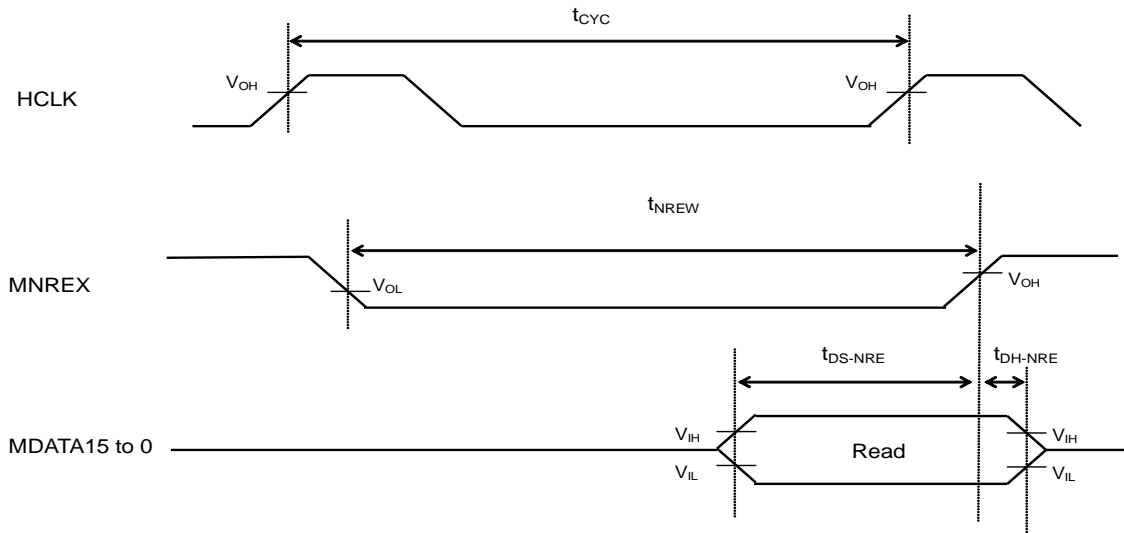 tCYC
HCLK
VOH
VOH
tNREW
MNREX
VOL
VOH
tDS-NRE
tDH-NRE
MDATA15 to 0
VIH
VIL
Read
VIH
VIL